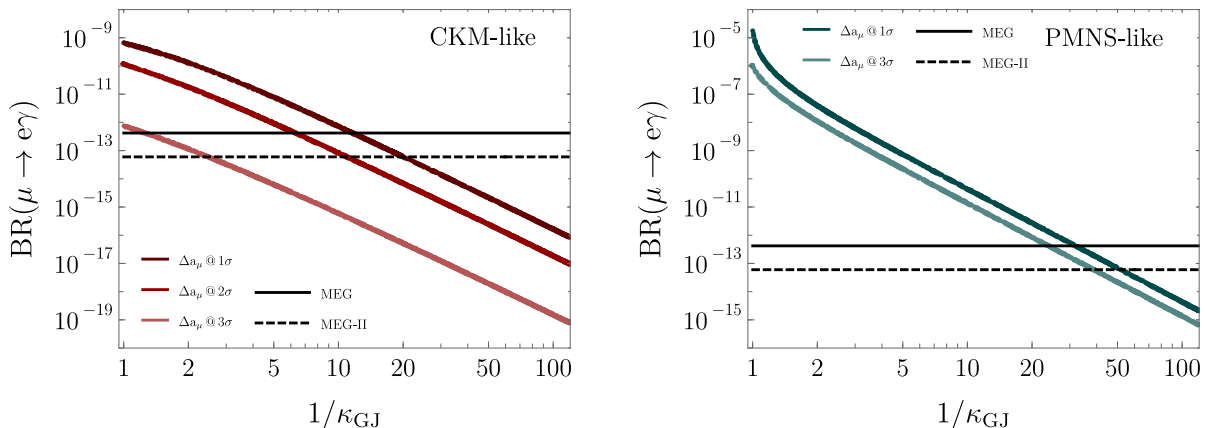 CKM-like
BR(μ → eγ)
10^−9
10^−11
10^−13
10^−15
10^−17
10^−19
Δa_μ @ 1σ
Δa_μ @ 2σ
Δa_μ @ 3σ
MEG
MEG-II
1 2 5 10 20 50 100
1/κ_GJ
PMNS-like
BR(μ → eγ)
10^−5
10^−7
10^−9
10^−11
10^−13
10^−15
Δa_μ @ 1σ
Δa_μ @ 3σ
MEG
MEG-II
1 2 5 10 20 50 100
1/κ_GJ